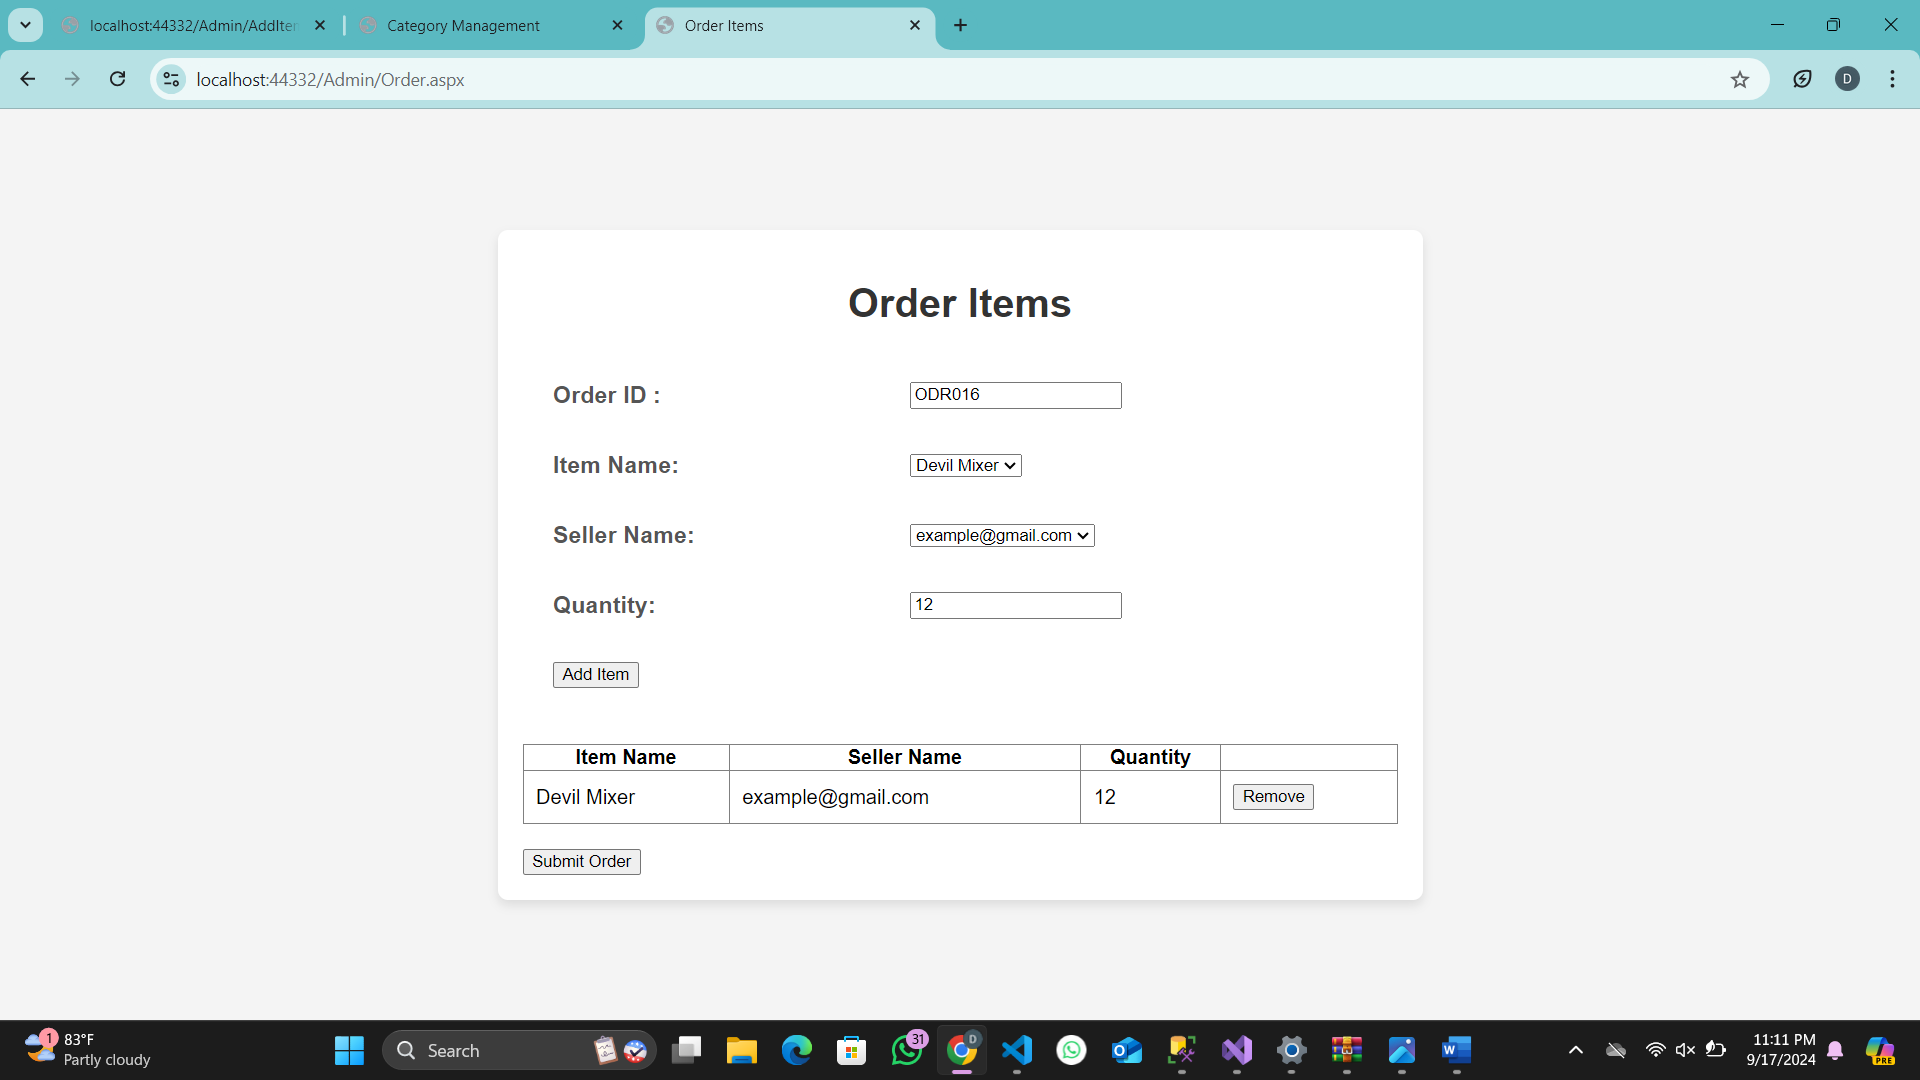 localhost:44332/Admin/AddIte
Category Management
Order Items
localhost:44332/Admin/Order.aspx
D
Order Items
Order ID :
ODR016
Item Name:
Devil Mixer
Seller Name:
example@gmail.com
Quantity:
12
Add Item
Item Name Seller Name Quantity
Devil Mixer example@gmail.com 12 Remove
Submit Order
1
83°F
Partly cloudy
Search
31
D
W
PRE
11:11 PM
9/17/2024